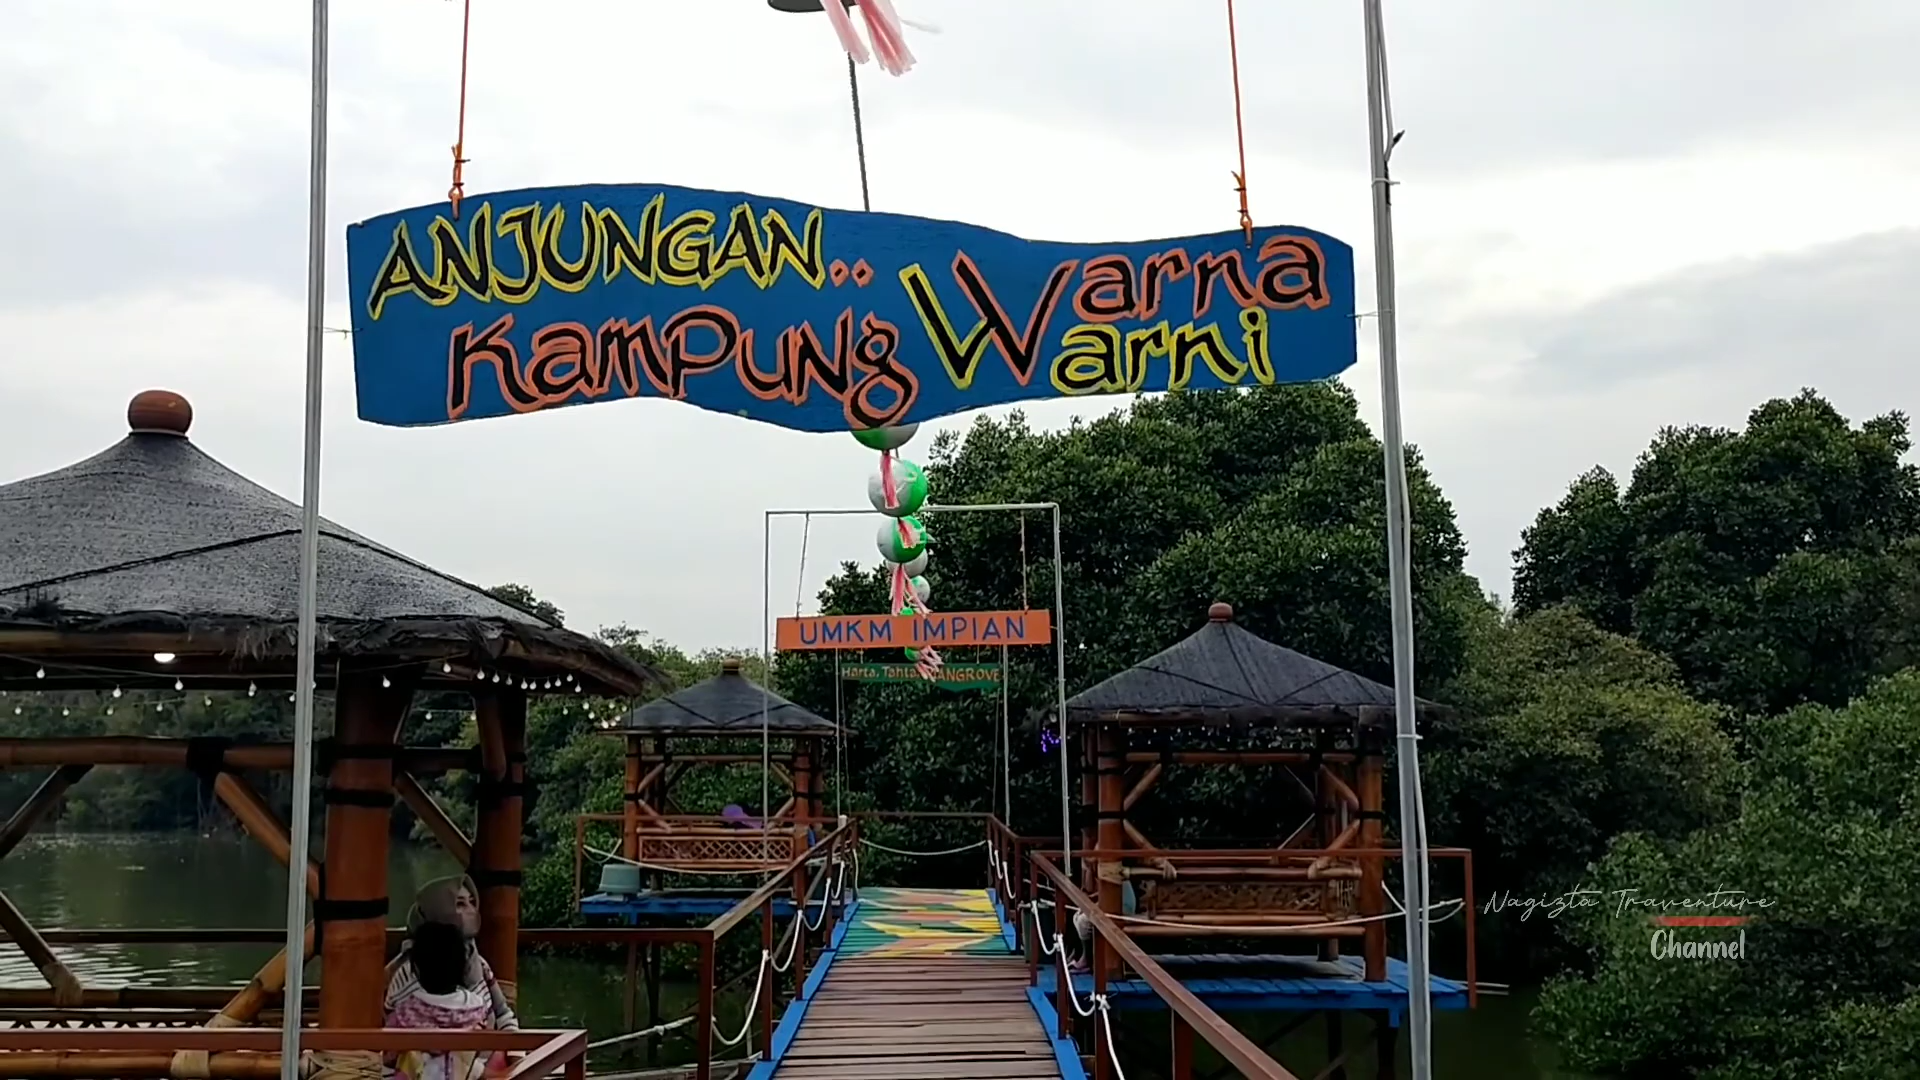 ANJUNGAN..
Kampung Warna
Warni
UMKM IMPIAN
Harta, Tahta, MANGROVE
Nagizta Traventure
Channel